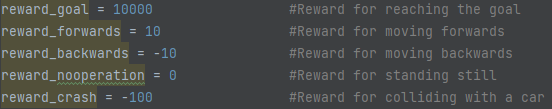 reward_goal = 10000 #Reward for reaching the goal
reward_forwards = 10 #Reward for moving forwards
reward_backwards = -10 #Reward for moving backwards
reward_nooperation = 0 #Reward for standing still
reward_crash = -100 #Reward for colliding with a car